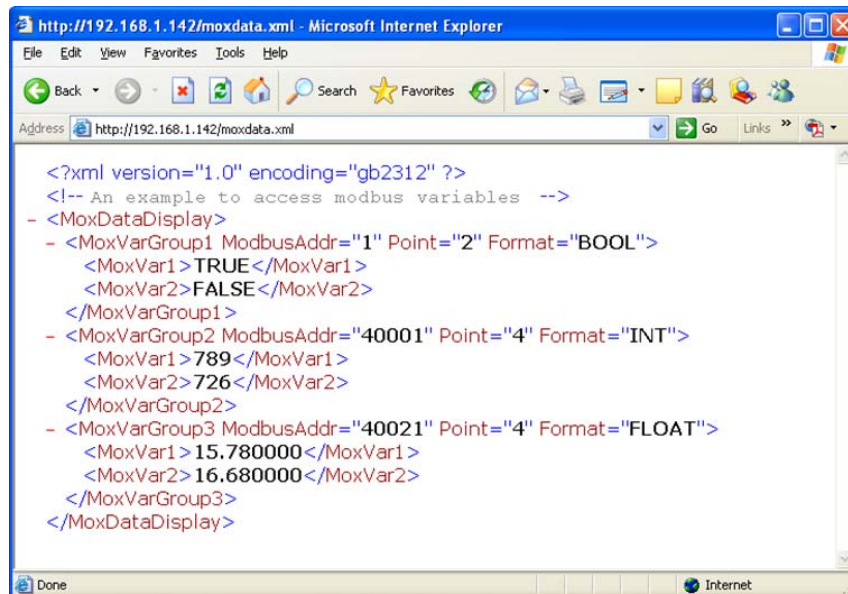 http://192.168.1.142/moxdata.xml - Microsoft Internet Explorer
File Edit View Favorites Tools Help
Back Search Favorites
Address http://192.168.1.142/moxdata.xml Go Links »
<?xml version="1.0" encoding="gb2312" ?>
<!-- An example to access modbus variables -->
- <MoxDataDisplay>
- <MoxVarGroup1 ModbusAddr="1" Point="2" Format="BOOL">
<MoxVar1>TRUE</MoxVar1>
<MoxVar2>FALSE</MoxVar2>
</MoxVarGroup1>
- <MoxVarGroup2 ModbusAddr="40001" Point="4" Format="INT">
<MoxVar1>789</MoxVar1>
<MoxVar2>726</MoxVar2>
</MoxVarGroup2>
- <MoxVarGroup3 ModbusAddr="40021" Point="4" Format="FLOAT">
<MoxVar1>15.780000</MoxVar1>
<MoxVar2>16.680000</MoxVar2>
</MoxVarGroup3>
</MoxDataDisplay>
Done Internet